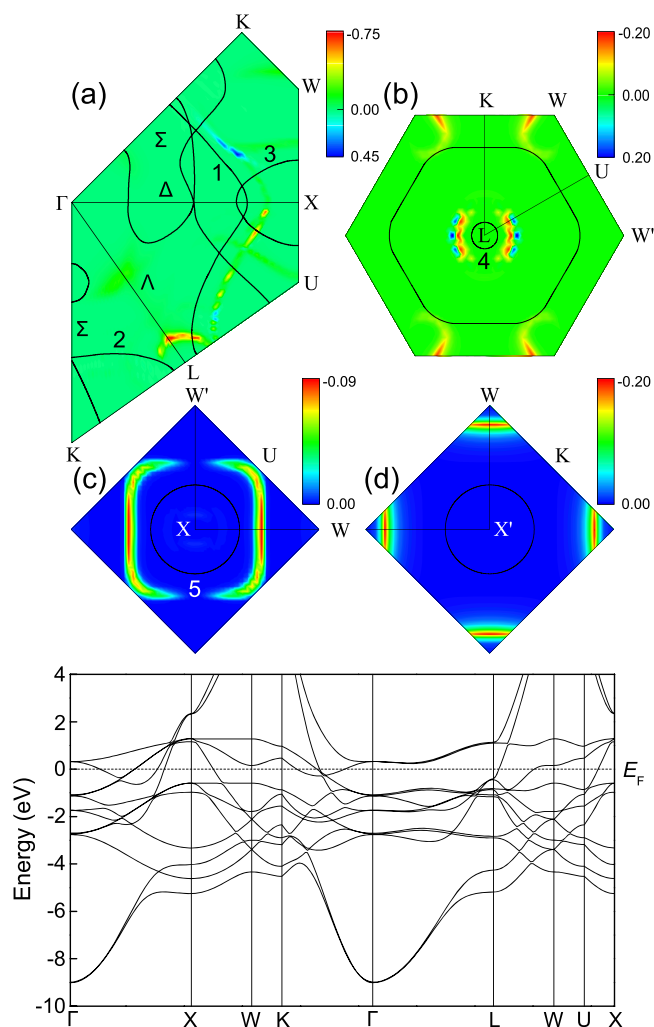 K
-0.75
0.00
0.45
(a)
W
Σ
1
3
Γ
Δ
X
Λ
U
Σ
2
L
K
-0.20
0.00
0.20
(b)
K
W
U
L
4
W'
W'
-0.09
0.00
(c)
U
X
W
5
W
-0.20
0.00
(d)
K
X'
4
2
0
-2
-4
-6
-8
-10
Energy (eV)
E_F
Γ X W K Γ L W U X